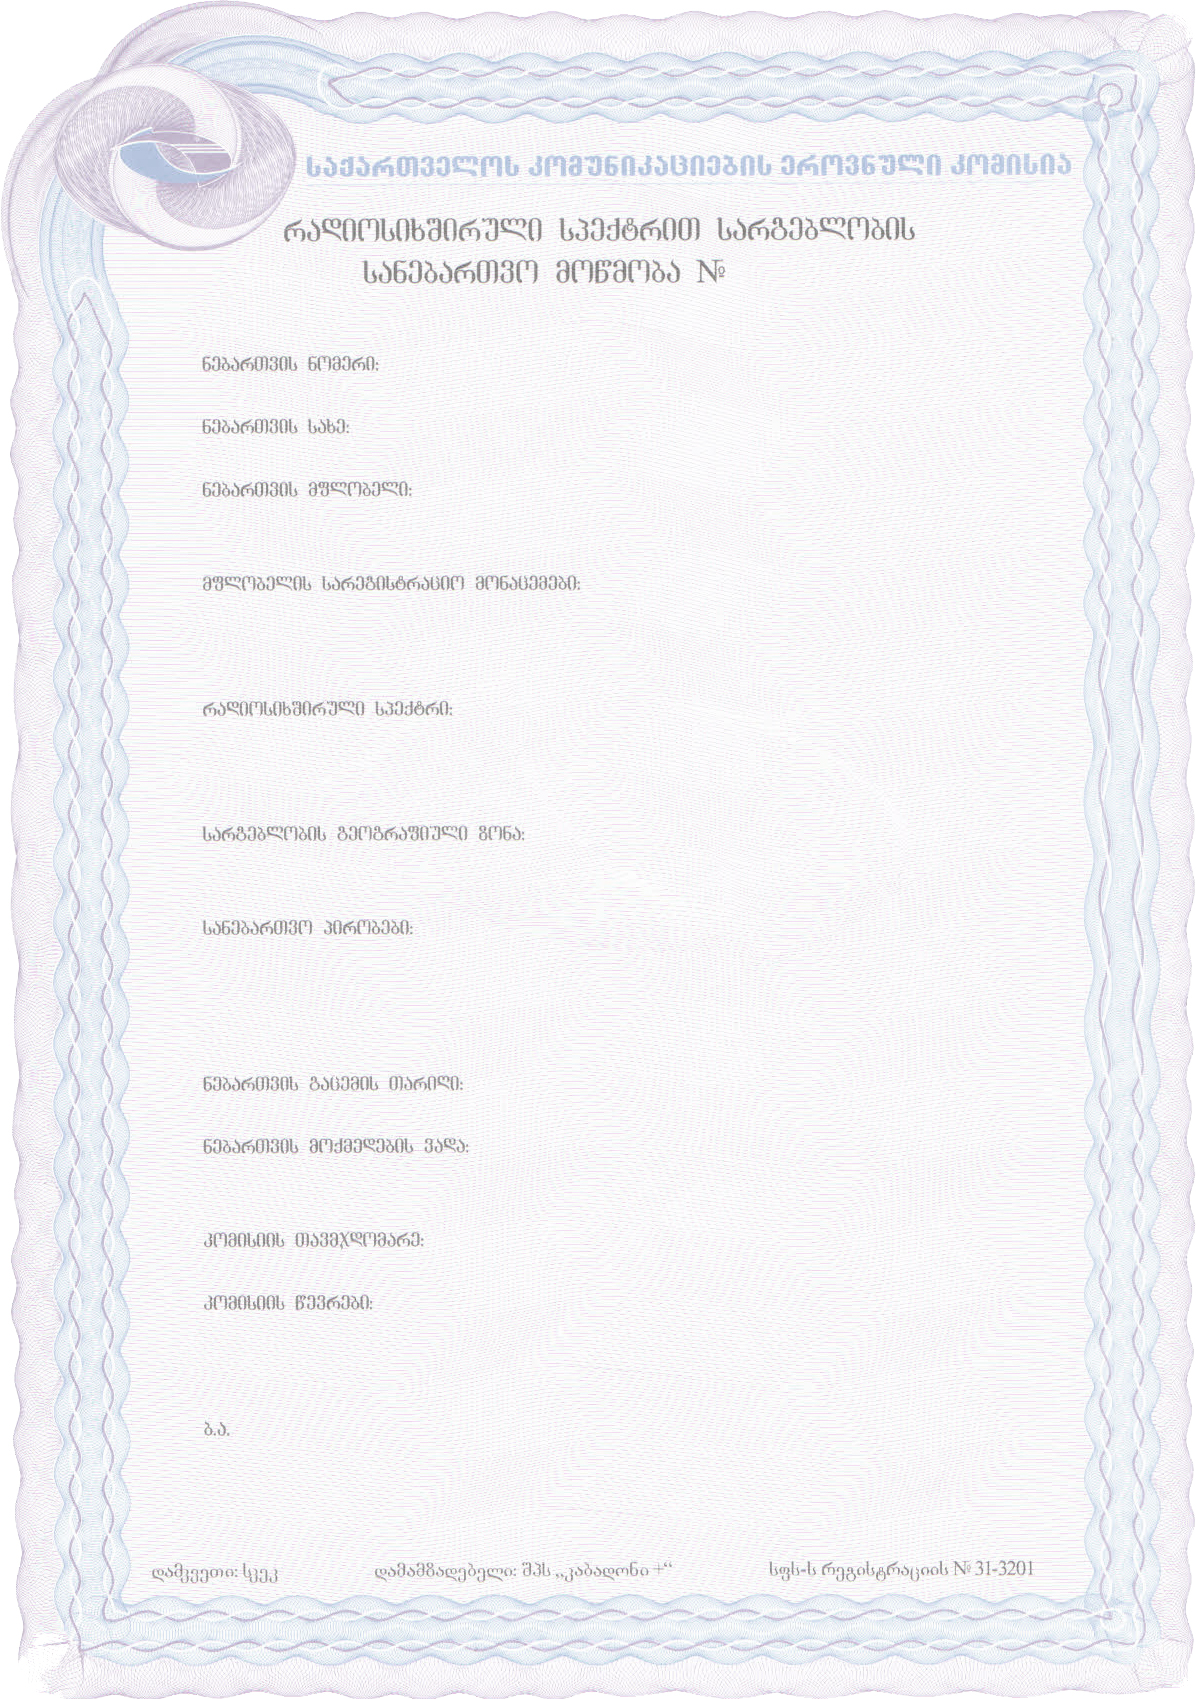 საქართველოს კომუნიკაციების ეროვნული კომისია
რადიოსიხშირული სპექტრით სარგებლობის
სანებართვო მოწმობა №
ნებართვის ნომერი:
ნებართვის სახე:
ნებართვის მფლობელი:
მფლობელის სარეგისტრაციო მონაცემები:
რადიოსიხშირული სპექტრი:
სარგებლობის გეოგრაფიული ზონა:
სანებართვო პირობები:
ნებართვის გაცემის თარიღი:
ნებართვის მოქმედების ვადა:
კომისიის თავმჯდომარე:
კომისიის წევრები:
ბ.ა.
დამკვეთი: სცეკ დამამზადებელი: შპს „კაბადონი +“ სფს-ს რეგისტრაციის № 31-3201